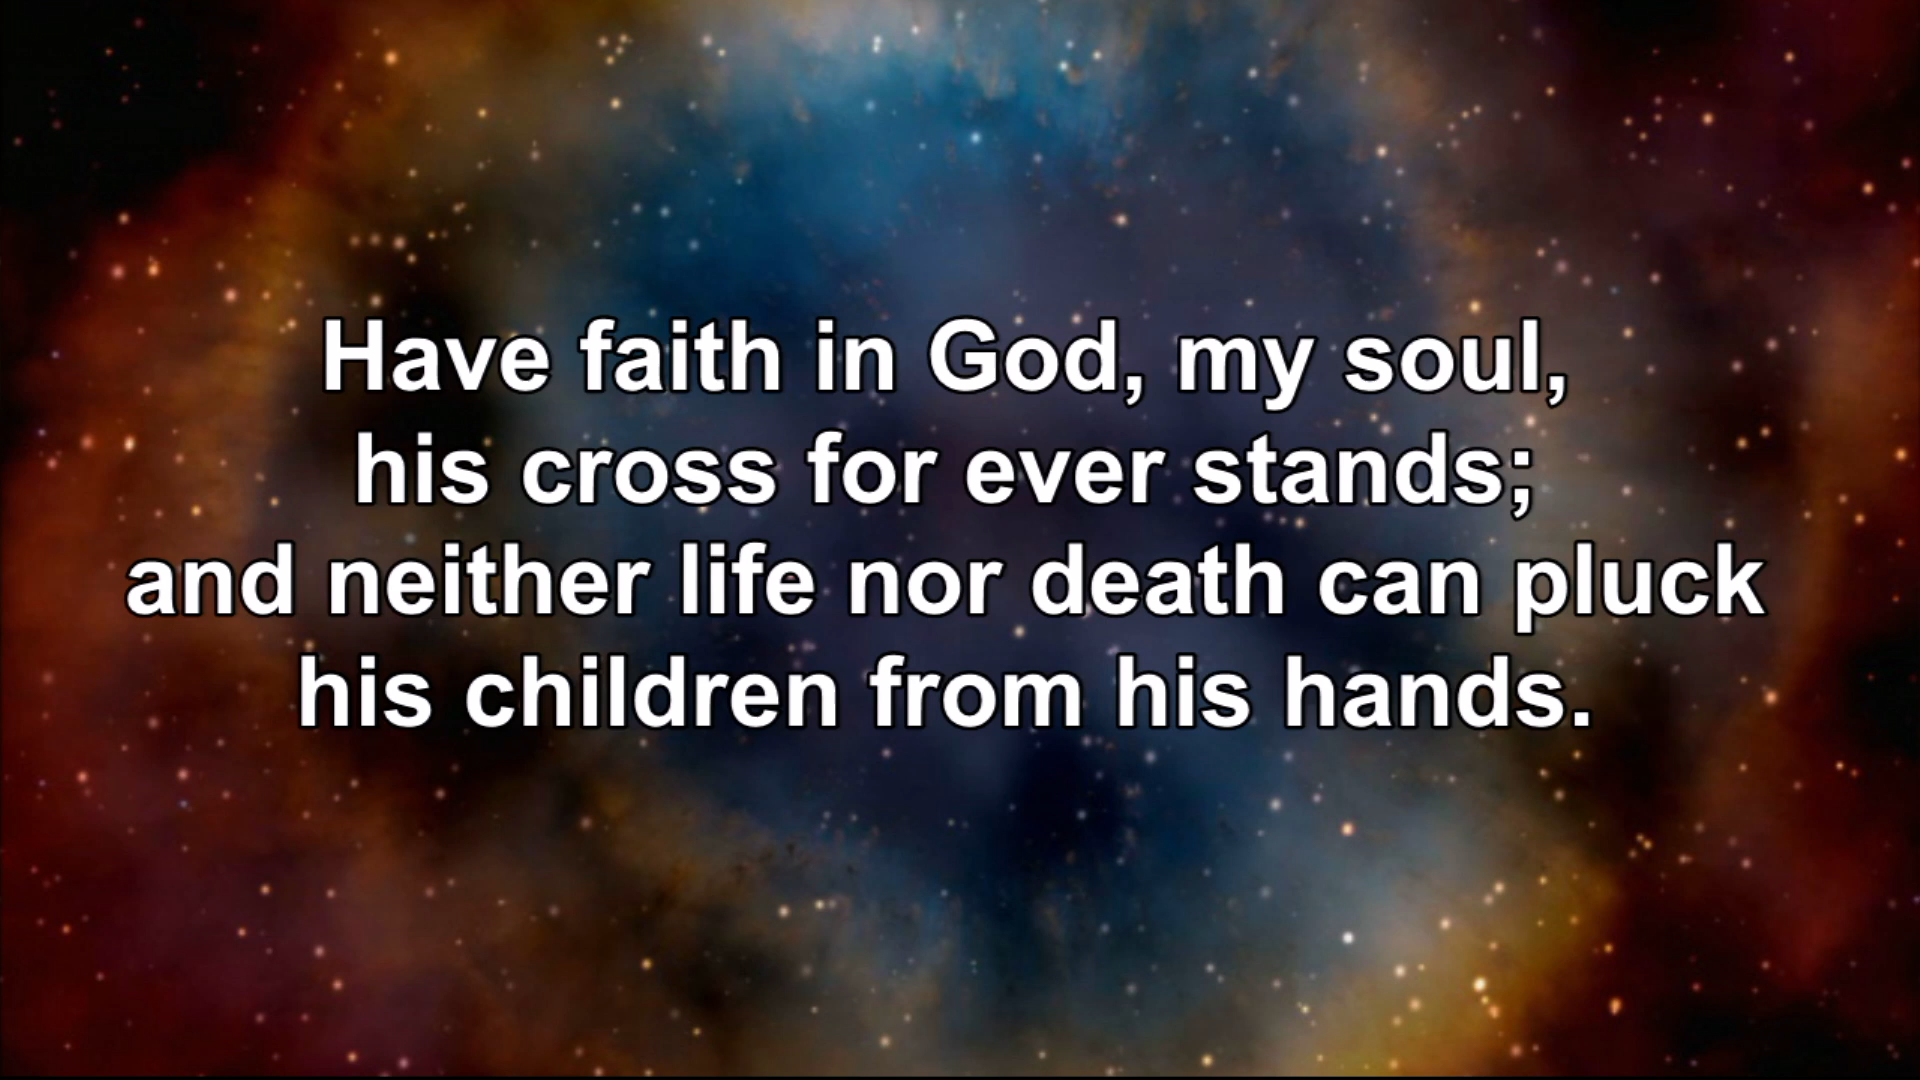 Have faith in God, my soul,
his cross for ever stands;
and neither life nor death can pluck
his children from his hands.